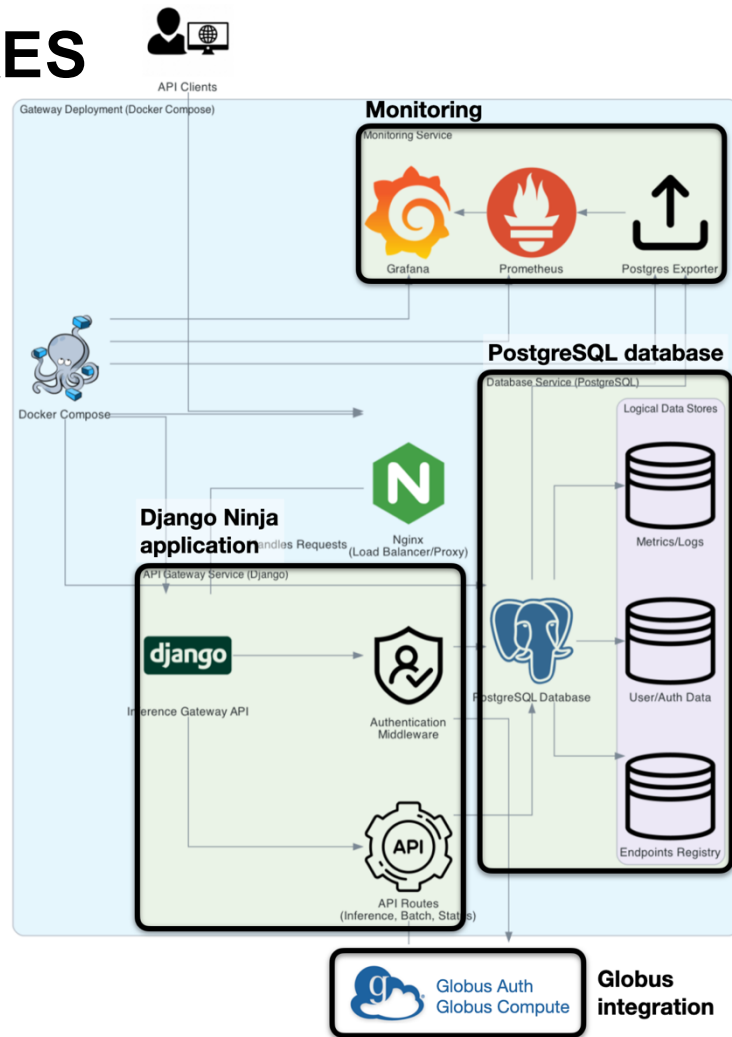 ES
API Clients
Gateway Deployment (Docker Compose)
Monitoring
Monitoring Service
Grafana
Prometheus
Postgres Exporter
Docker Compose
PostgreSQL database
Database Service (PostgreSQL)
Logical Data Stores
Metrics/Logs
N
Nginx
(Load Balancer/Proxy)
Django Ninja
application
Handles Requests
API Gateway Service (Django)
django
Inference Gateway API
Authentication
Middleware
PostgreSQL Database
User/Auth Data
API
API Routes
(Inference, Batch, Status)
Endpoints Registry
g
Globus Auth
Globus Compute
Globus
integration